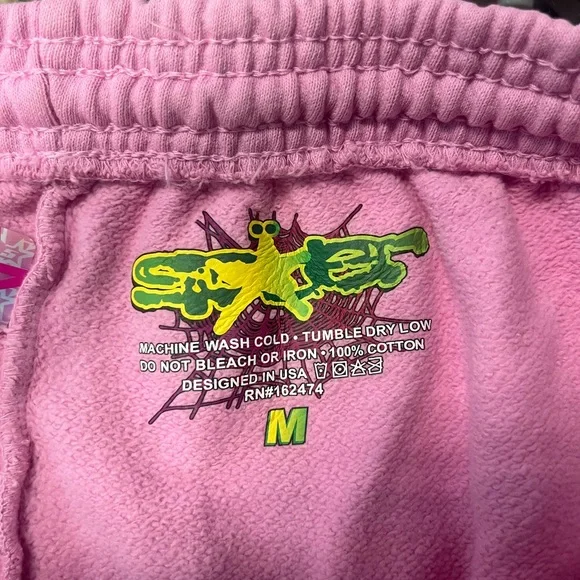 MACHINE WASH COLD • TUMBLE DRY LOW
DO NOT BLEACH OR IRON • 100% COTTON
DESIGNED IN USA
RN#162474
M